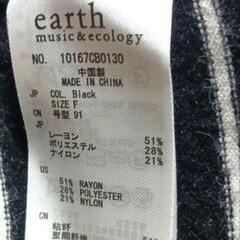 earth
music&ecology
NO. 10167CB0130
中国製
MADE IN CHINA
JP COL. Black
SIZE F
CN 号型 91
JP
レーヨン 51%
ポリエステル 28%
ナイロン 21%
US
51% RAYON
28% POLYESTER
21% NYLON
CN
粘纤